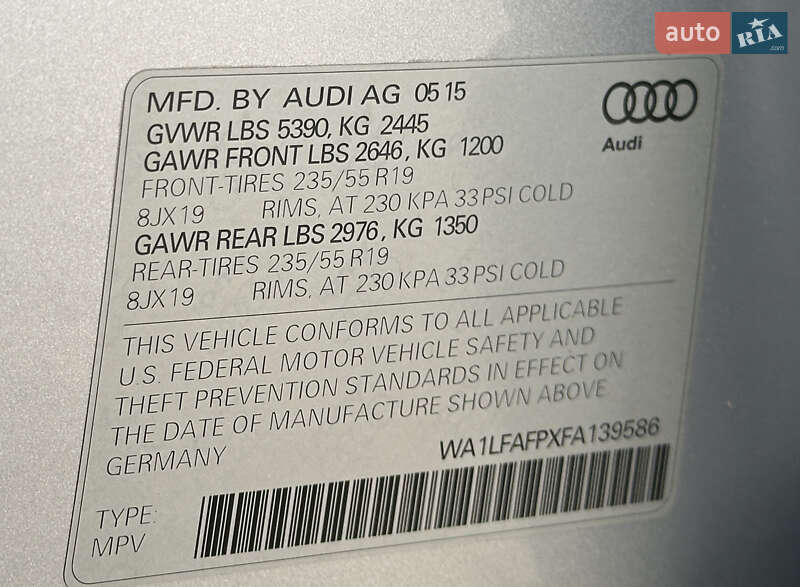 auto RIA.com
MFD. BY AUDI AG 05 15
GVWR LBS 5390, KG 2445
GAWR FRONT LBS 2646, KG 1200
FRONT-TIRES 235/55 R19
8JX19 RIMS, AT 230 KPA 33 PSI COLD
GAWR REAR LBS 2976, KG 1350
REAR-TIRES 235/55 R19
8JX19 RIMS, AT 230 KPA 33 PSI COLD
Audi
THIS VEHICLE CONFORMS TO ALL APPLICABLE
U.S. FEDERAL MOTOR VEHICLE SAFETY AND
THEFT PREVENTION STANDARDS IN EFFECT ON
THE DATE OF MANUFACTURE SHOWN ABOVE
GERMANY
WA1LFAFPXFA139586
TYPE:
MPV